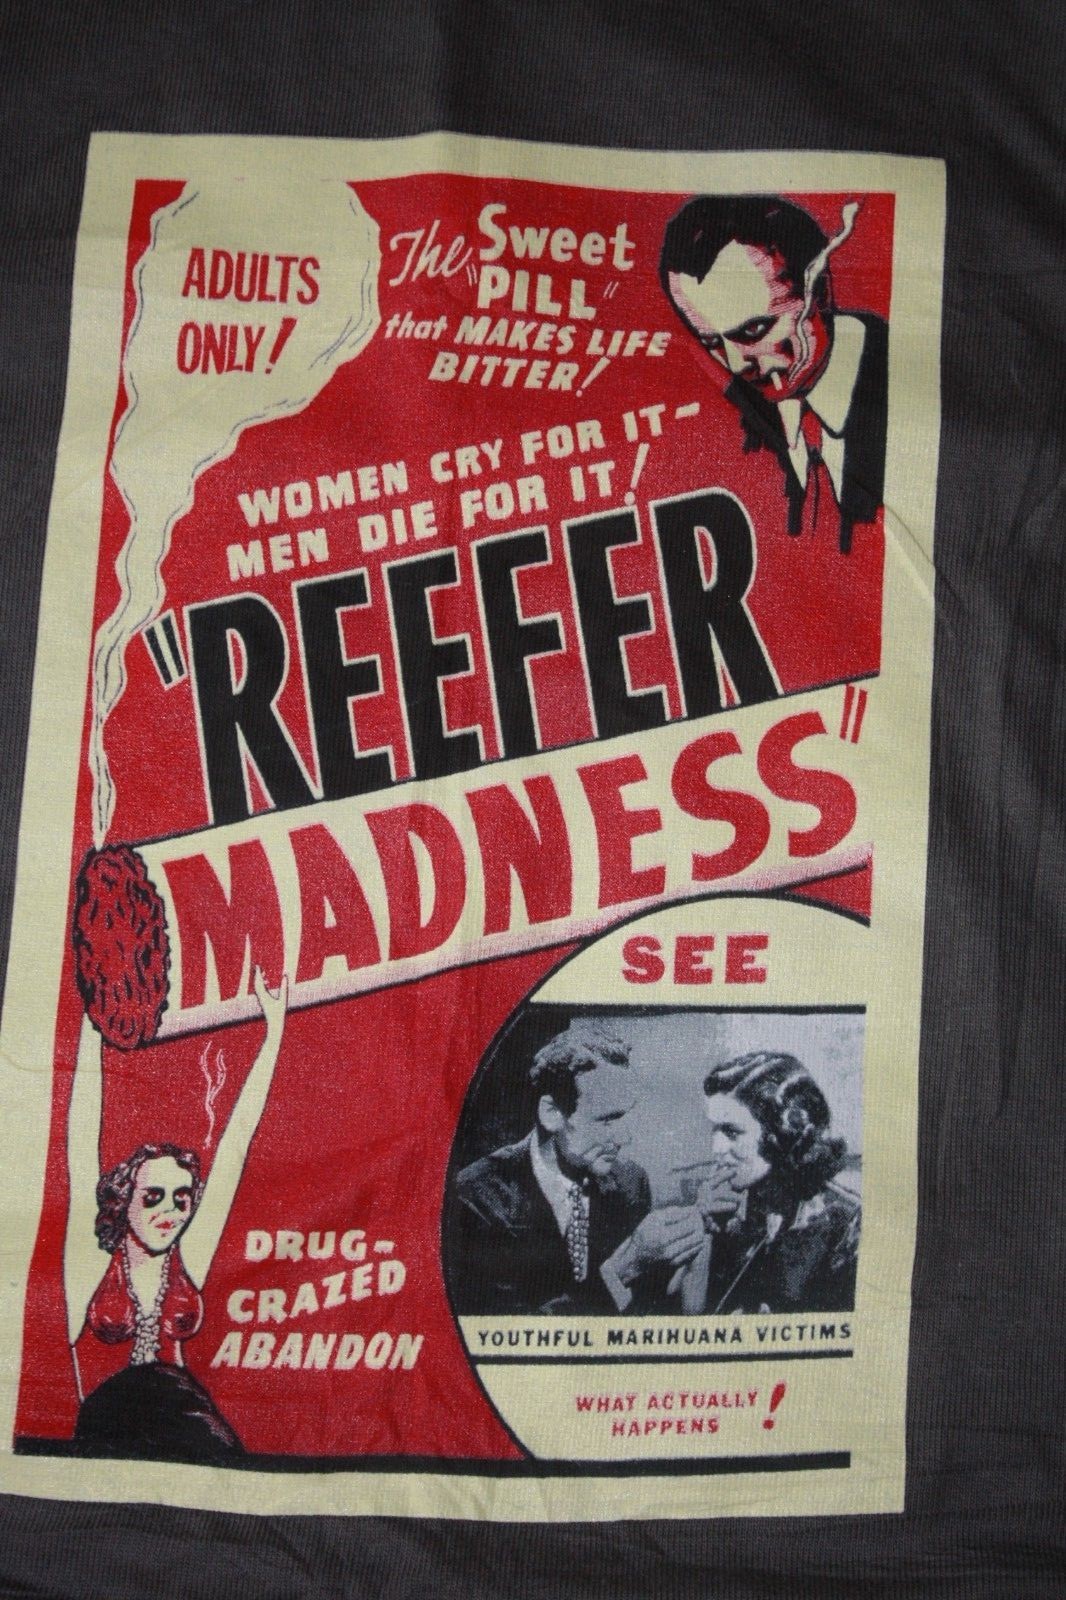 ADULTS
ONLY!
The Sweet
"PILL"
that MAKES LIFE
BITTER!
WOMEN CRY FOR IT-
MEN DIE FOR IT!
"REEFER
MADNESS"
SEE
DRUG-
CRAZED
ABANDON
YOUTHFUL MARIHUANA VICTIMS
WHAT ACTUALLY
HAPPENS!